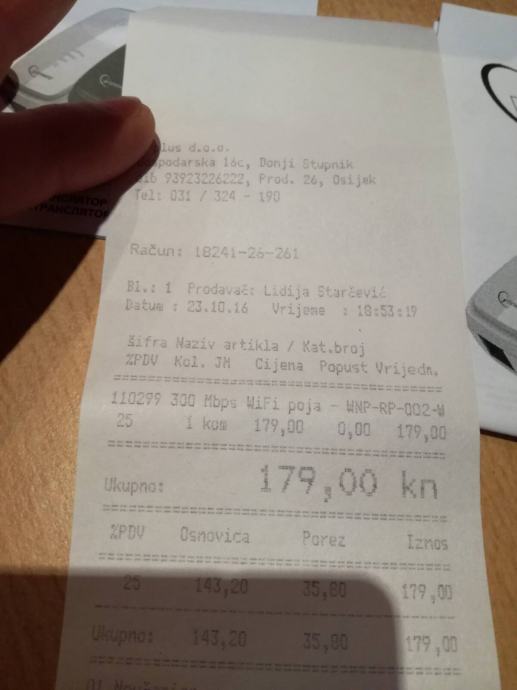 lus d.o.o.
ospodarska 16c, Donji Stupnik
93923226222, Prod. 26, Osijek
Tel: 031 / 324 - 190
Račun: 18241-26-261
Bl.: 1 Prodavač: Lidija Starčević
Datum : 23.10.16 Vrijeme : 18:53:19
šifra Naziv artikla / Kat.broj
%PDV Kol. JM Cijena Popust Vrijedn.
110299 300 Mbps WiFi poja - WNP-RP-002-W
25 1 kom 179,00 0,00 179,00
Ukupno: 179,00 kn
%PDV Osnovica Porez Iznos
25 143,20 35,80 179,00
Ukupno: 143,20 35,80 179,00